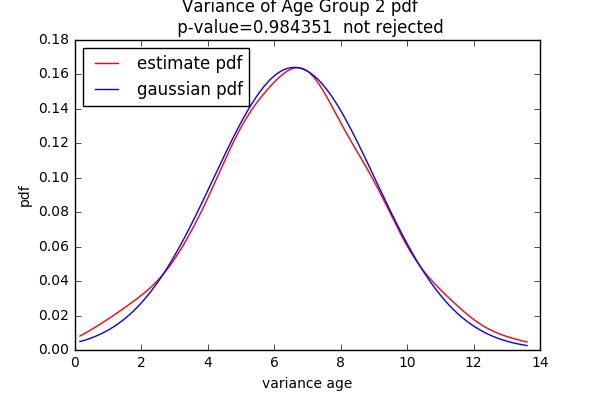 Variance of Age Group 2 pdf
p-value=0.984351 not rejected
0.18
0.16
0.14
0.12
0.10
0.08
0.06
0.04
0.02
0.00
estimate pdf
gaussian pdf
pdf
0 2 4 6 8 10 12 14
variance age